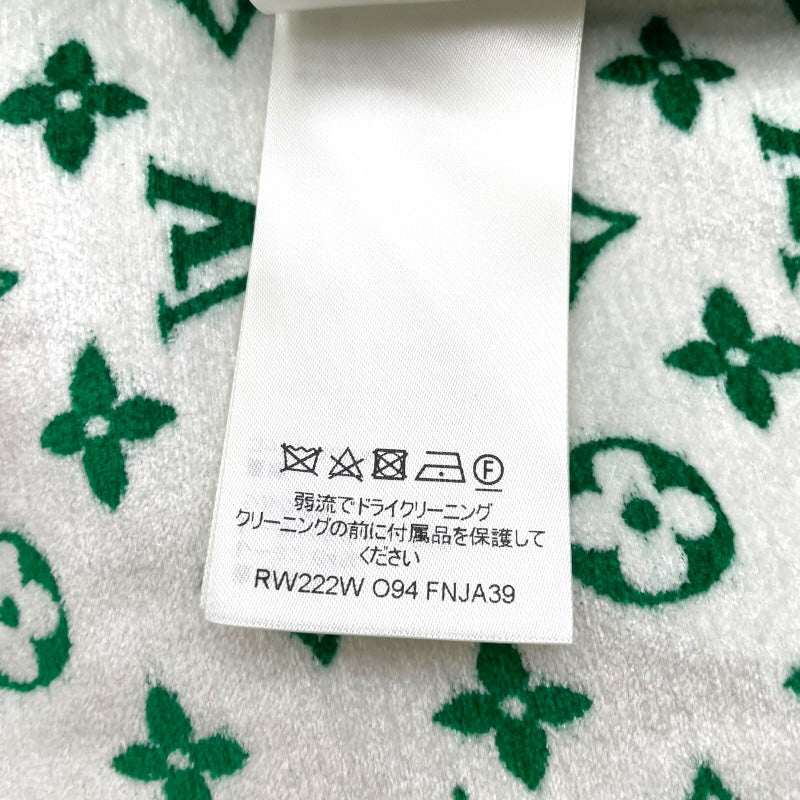 弱流でドライクリーニング
クリーニングの前に付属品を保護して
ください
RW222W O94 FNJA39